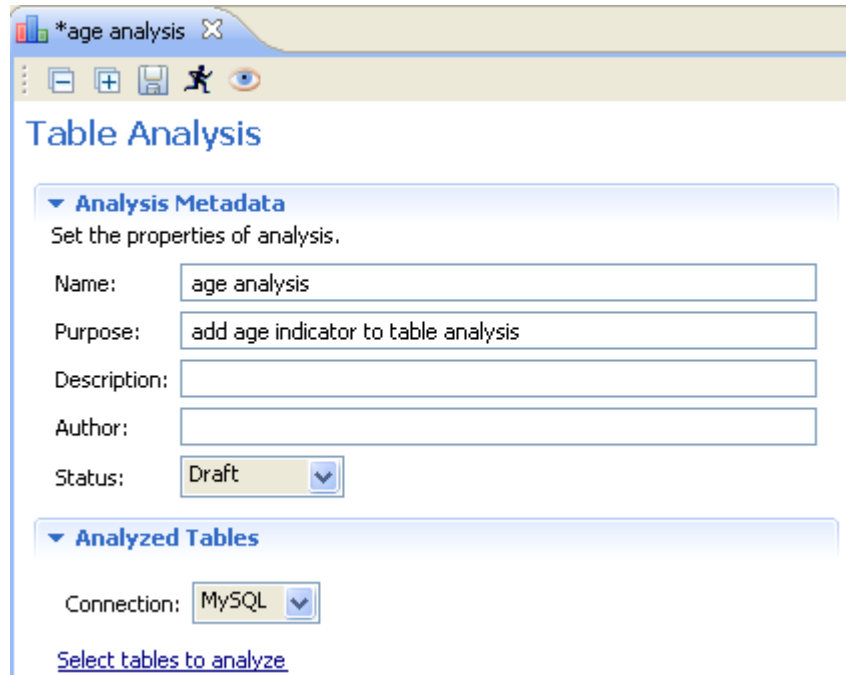 *age analysis
Table Analysis
Analysis Metadata
Set the properties of analysis.
Name: age analysis
Purpose: add age indicator to table analysis
Description:
Author:
Status: Draft
Analyzed Tables
Connection: MySQL
Select tables to analyze